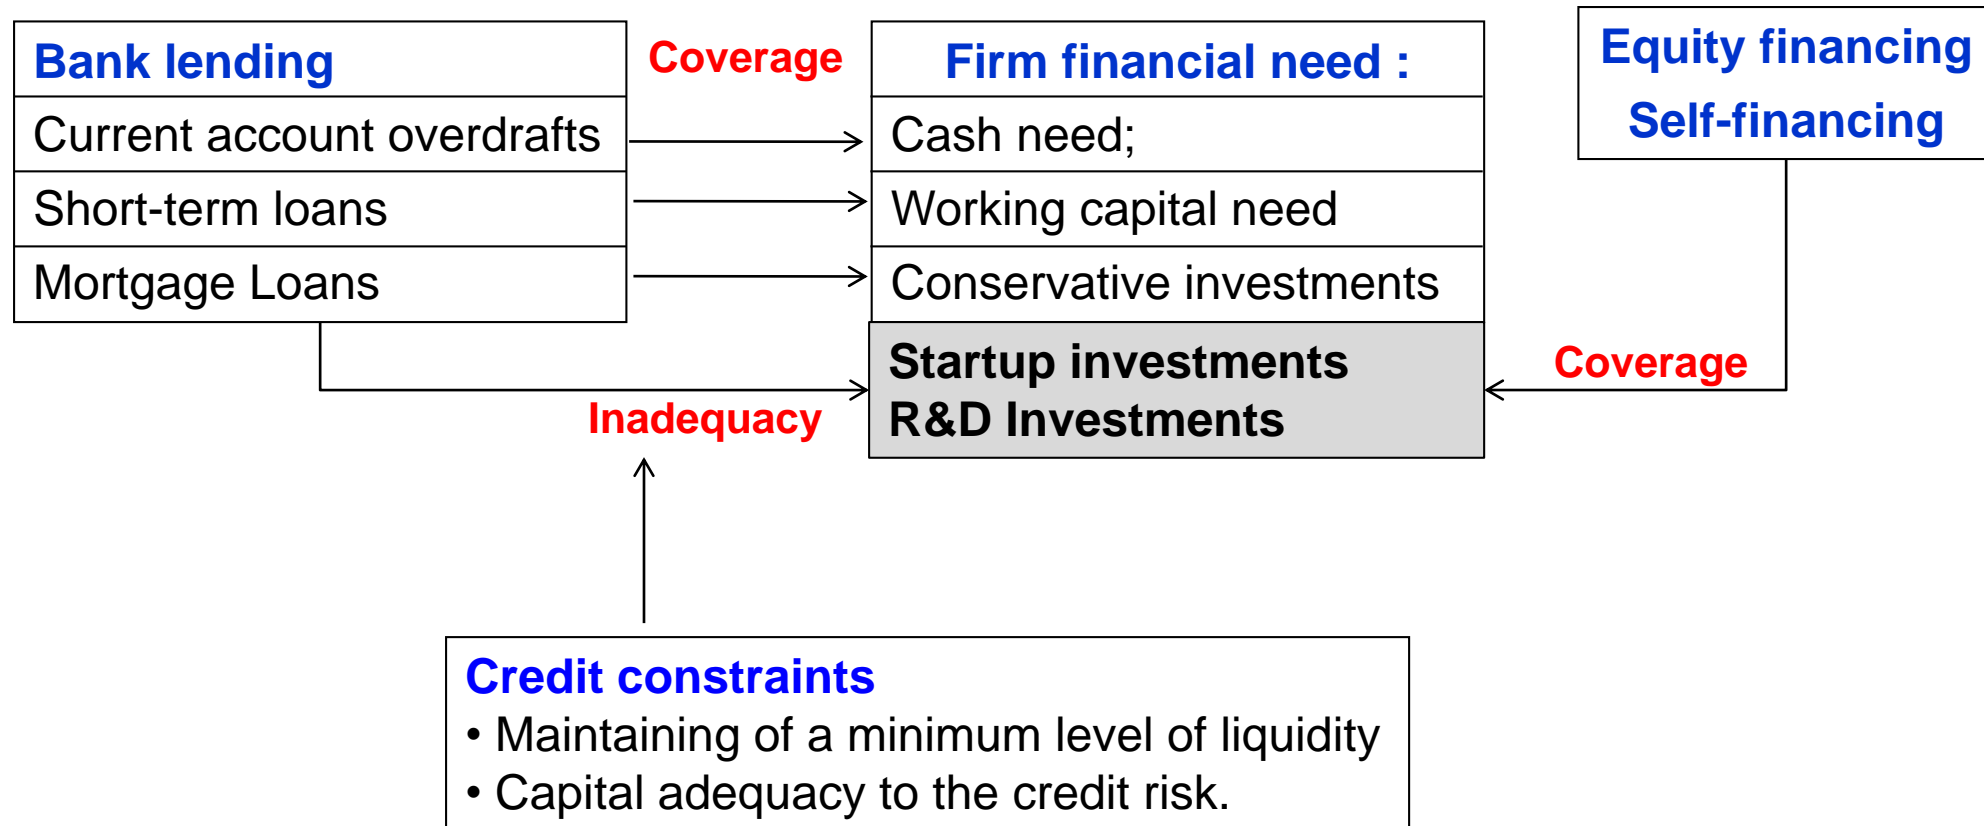 Bank lending
Current account overdrafts
Short-term loans
Mortgage Loans
Coverage
Firm financial need :
Cash need;
Working capital need
Conservative investments
Startup investments
R&D Investments
Equity financing
Self-financing
Coverage
Inadequacy
Credit constraints
• Maintaining of a minimum level of liquidity
• Capital adequacy to the credit risk.